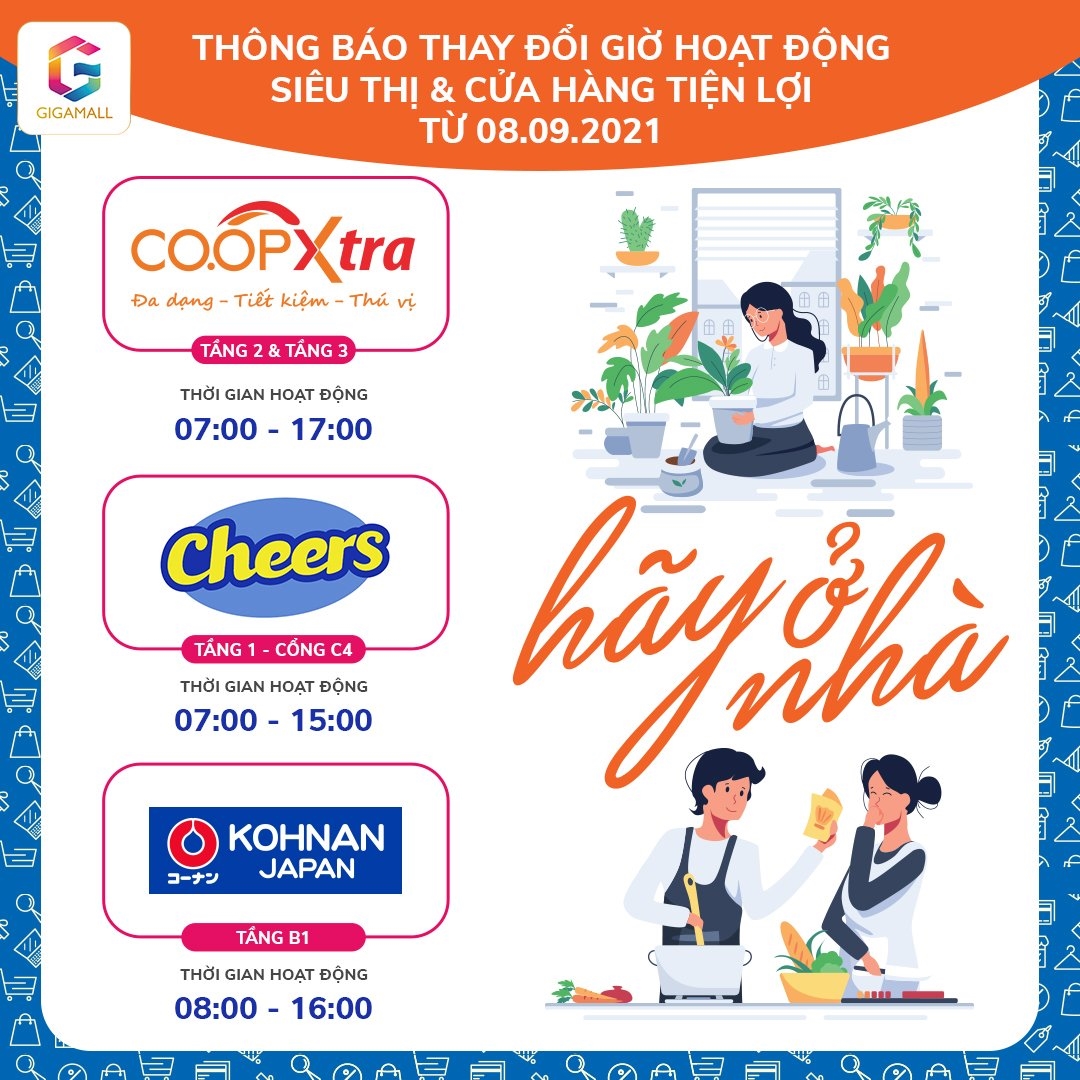 GIGAMALL
THÔNG BÁO THAY ĐỔI GIỜ HOẠT ĐỘNG
SIÊU THỊ & CỬA HÀNG TIỆN LỢI
TỪ 08.09.2021
CO.OPXtra
Đa dạng - Tiết kiệm - Thú vị
TẦNG 2 & TẦNG 3
THỜI GIAN HOẠT ĐỘNG
07:00 - 17:00
Cheers
TẦNG 1 - CỔNG C4
THỜI GIAN HOẠT ĐỘNG
07:00 - 15:00
KOHNAN
JAPAN
コーナン
TẦNG B1
THỜI GIAN HOẠT ĐỘNG
08:00 - 16:00
hãy ở
nhà